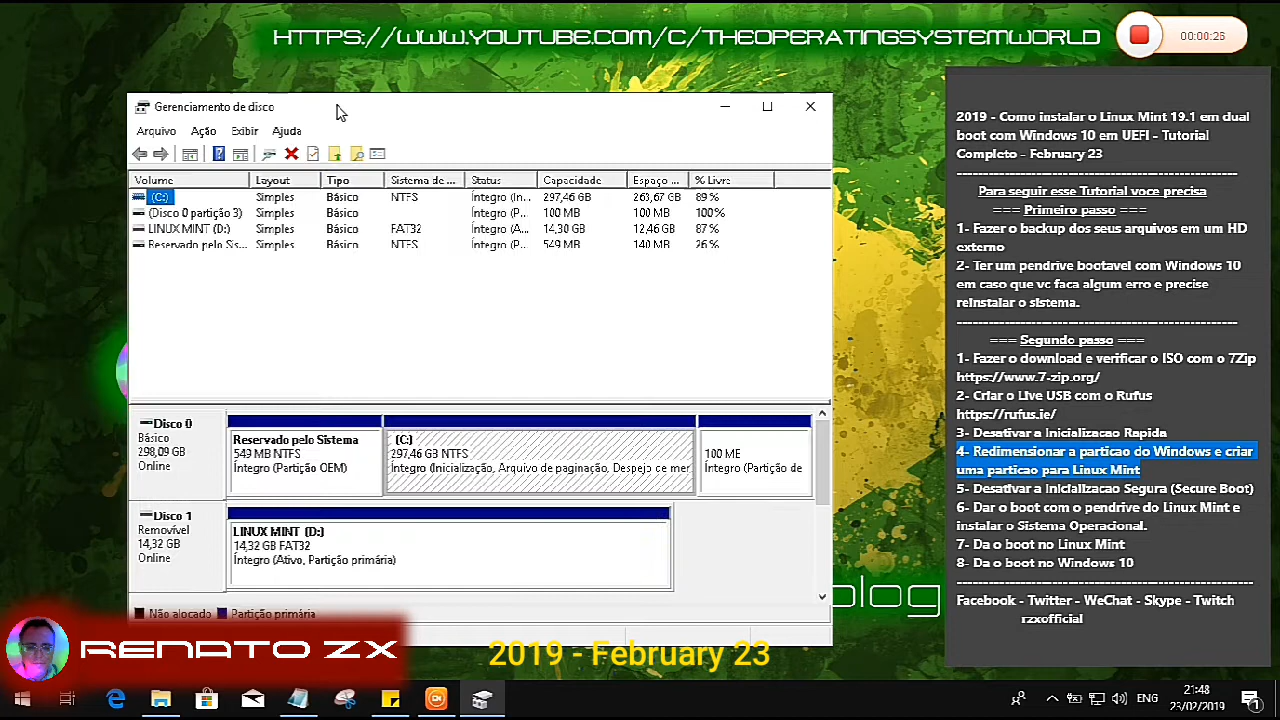 HTTPS://WWW.YOUTUBE.COM/C/THEOPERATINGSYSTEMWORLD
00:00:26
Gerenciamento de disco
Arquivo Ação Exibir Ajuda
Volume Layout Tipo Sistema de ... Status Capacidade Espaço ... % Livre
(C:) Simples Básico NTFS Íntegro (In... 297,46 GB 263,67 GB 89 %
(Disco 0 partição 3) Simples Básico Íntegro (P... 100 MB 100 MB 100 %
LINUX MINT (D:) Simples Básico FAT32 Íntegro (A... 14,30 GB 12,46 GB 87 %
Reservado pelo Sis... Simples Básico NTFS Íntegro (P... 549 MB 140 MB 26 %
Disco 0
Básico
298,09 GB
Online
Reservado pelo Sistema
549 MB NTFS
Íntegro (Partição OEM)
(C:)
297,46 GB NTFS
Íntegro (Inicialização, Arquivo de paginação, Despejo de mer
100 ME
Íntegro (Partição de
Disco 1
Removível
14,32 GB
Online
LINUX MINT (D:)
14,32 GB FAT32
Íntegro (Ativo, Partição primária)
Não alocado Partição primária
2019 - Como instalar o Linux Mint 19.1 em dual
boot com Windows 10 em UEFI - Tutorial
Completo - February 23
--------------------------------------------------
Para seguir esse Tutorial voce precisa
=== Primeiro passo ===
1- Fazer o backup dos seus arquivos em um HD
externo
2- Ter um pendrive bootavel com Windows 10
em caso que vc faca algum erro e precise
reinstalar o sistema.
--------------------------------------------------
=== Segundo passo ===
1- Fazer o download e verificar o ISO com o 7Zip
https://www.7-zip.org/
2- Criar o Live USB com o Rufus
https://rufus.ie/
3- Desativar a Inicializacao Rapida
4- Redimensionar a particao do Windows e criar
uma particao para Linux Mint
5- Desativar a Inicializacao Segura (Secure Boot)
6- Dar o boot com o pendrive do Linux Mint e
instalar o Sistema Operacional.
7- Da o boot no Linux Mint
8- Da o boot no Windows 10
-----------------------------------------------------
Facebook - Twitter - WeChat - Skype - Twitch
rzxofficial
blog
RENATO ZX
2019 - February 23
ENG
21:48
23/02/2019
1